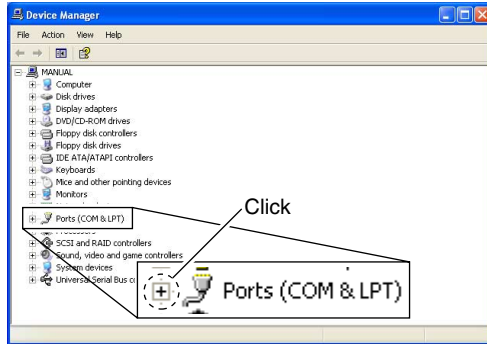 Device Manager
File Action View Help
MANUAL
Computer
Disk drives
Display adapters
DVD/CD-ROM drives
Floppy disk controllers
Floppy disk drives
IDE ATA/ATAPI controllers
Keyboards
Mice and other pointing devices
Monitors
Ports (COM & LPT)
Click
SCSI and RAID controllers
Sound, video and game controllers
System devices
Universal Serial Bus
Ports (COM & LPT)